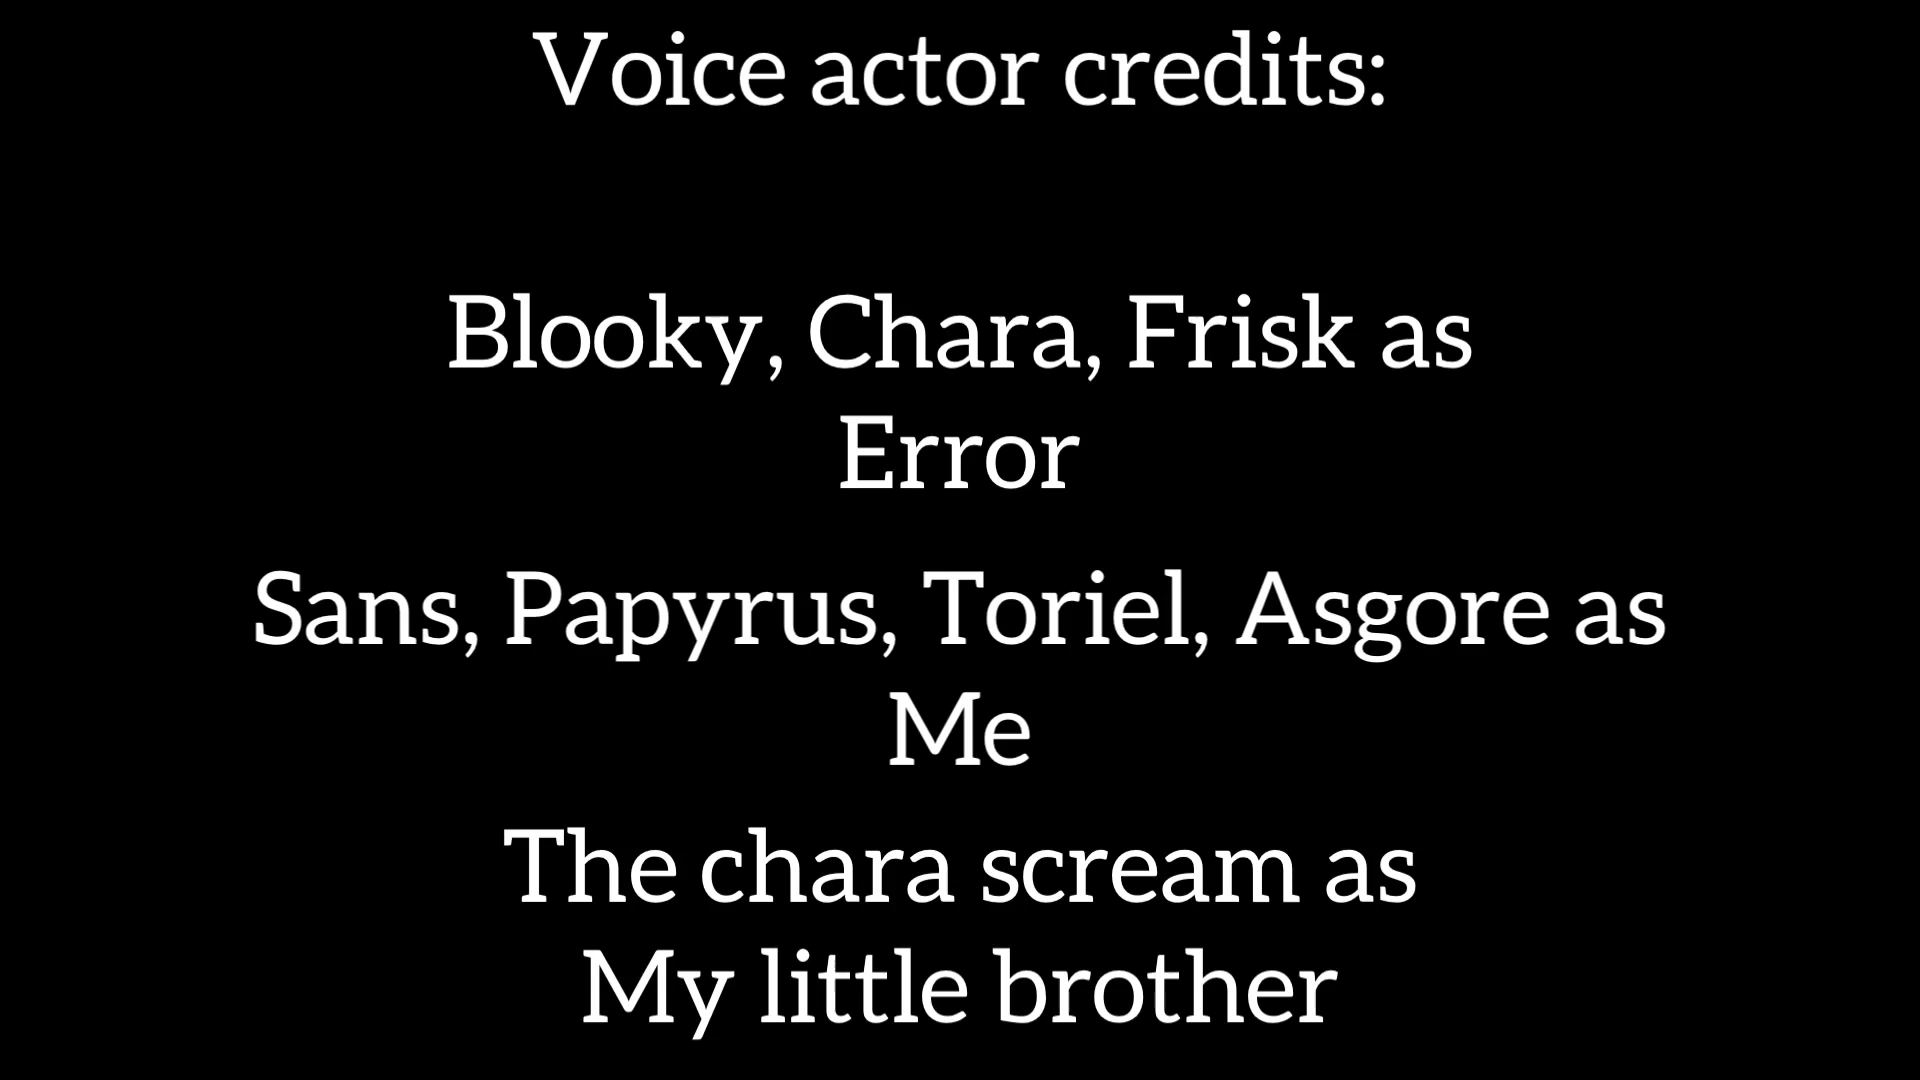 Voice actor credits:
Blooky, Chara, Frisk as
Error
Sans, Papyrus, Toriel, Asgore as
Me
The chara scream as
My little brother